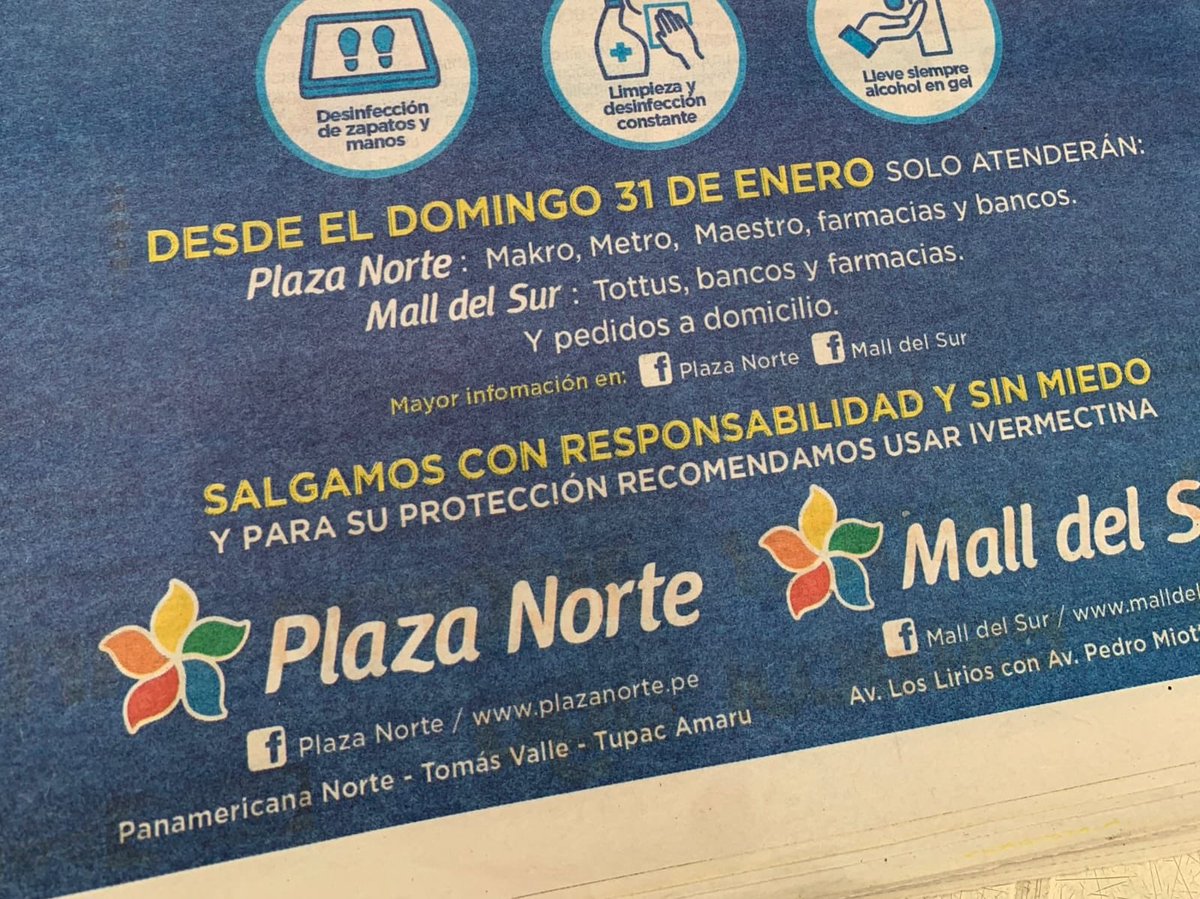 Desinfección
de zapatos y
manos
Limpieza y
desinfección
constante
Lleve siempre
alcohol en gel
DESDE EL DOMINGO 31 DE ENERO SOLO ATENDERÁN:
Plaza Norte : Makro, Metro, Maestro, farmacias y bancos.
Mall del Sur : Tottus, bancos y farmacias.
Y pedidos a domicilio.
Mayor infomación en: f Plaza Norte f Mall del Sur
SALGAMOS CON RESPONSABILIDAD Y SIN MIEDO
Y PARA SU PROTECCIÓN RECOMENDAMOS USAR IVERMECTINA
Plaza Norte
f Plaza Norte / www.plazanorte.pe
Panamericana Norte - Tomás Valle - Tupac Amaru
Mall del S
f Mall del Sur / www.malldel
Av. Los Lirios con Av. Pedro Miot